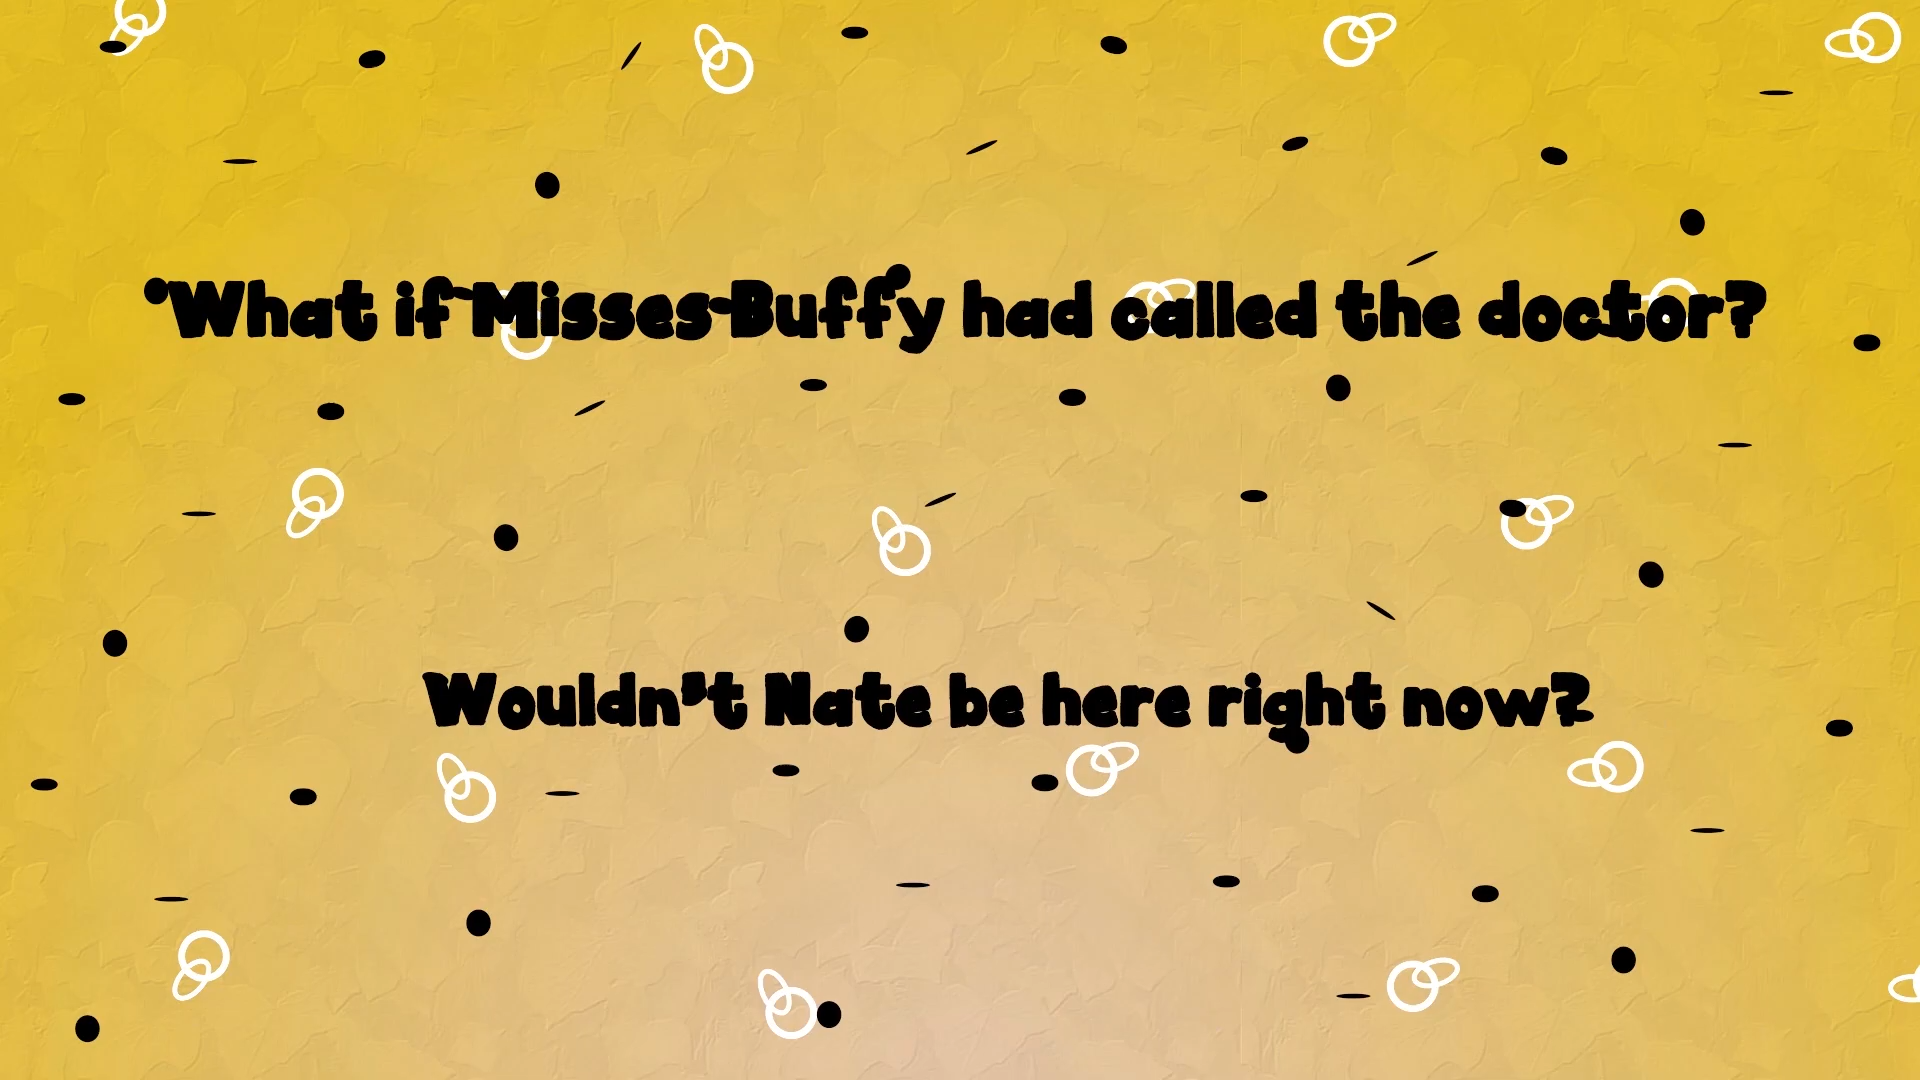 What if Misses Buffy had called the doctor?
Wouldn't Nate be here right now?